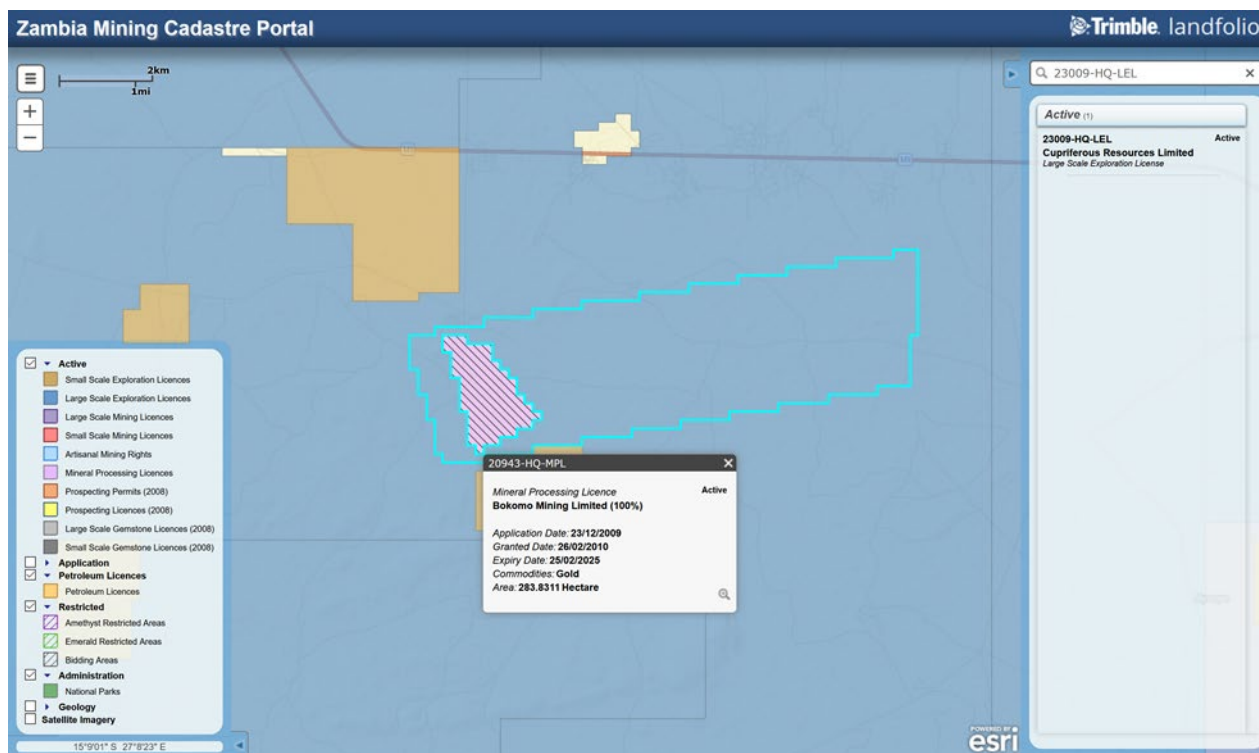 Zambia Mining Cadastre Portal
Trimble. landfolio
2km
1mi
+
−
23009-HQ-LEL
Active (1)
23009-HQ-LEL Active
Cupriferous Resources Limited
Large Scale Exploration License
20943-HQ-MPL
Mineral Processing Licence Active
Bokomo Mining Limited (100%)
Application Date: 23/12/2009
Granted Date: 26/02/2010
Expiry Date: 25/02/2025
Commodities: Gold
Area: 283.8311 Hectare
Active
Small Scale Exploration Licences
Large Scale Exploration Licences
Large Scale Mining Licences
Small Scale Mining Licences
Artisanal Mining Rights
Mineral Processing Licences
Prospecting Permits (2008)
Prospecting Licences (2008)
Large Scale Gemstone Licences (2008)
Small Scale Gemstone Licences (2008)
Application
Petroleum Licences
Petroleum Licences
Restricted
Amethyst Restricted Areas
Emerald Restricted Areas
Bidding Areas
Administration
National Parks
Geology
Satellite Imagery
15°9'01" S 27°8'23" E
POWERED BY
esri